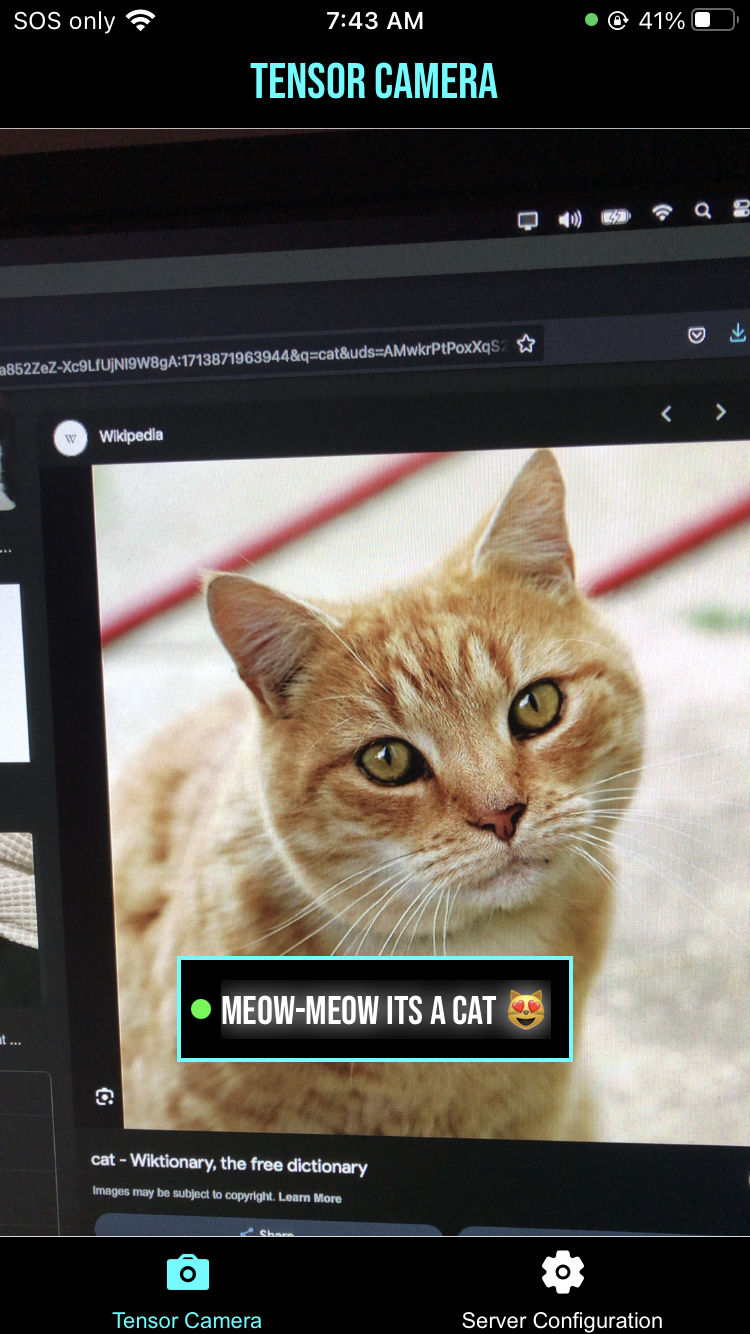 SOS only
7:43 AM
41%
TENSOR CAMERA
a852ZeZ-Xc9LfUjNI9W8gA:1713871963944&q=cat&uds=AMwkrPtPoxXqS
W
Wikipedia
...
MEOW-MEOW ITS A CAT 😻
at ...
cat - Wiktionary, the free dictionary
Images may be subject to copyright. Learn More
Share
Tensor Camera
Server Configuration